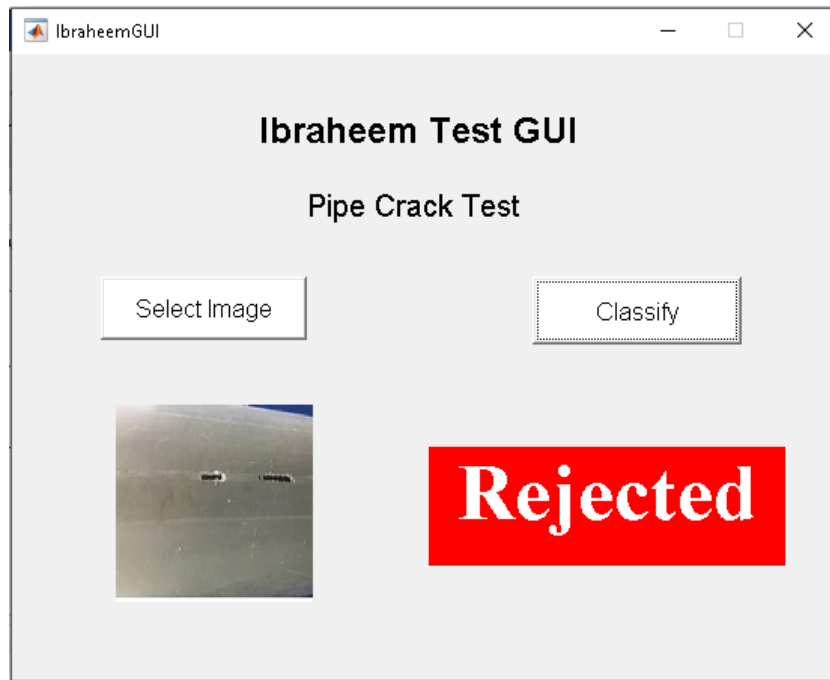 IbraheemGUI
Ibraheem Test GUI
Pipe Crack Test
Select Image
Classify
Rejected